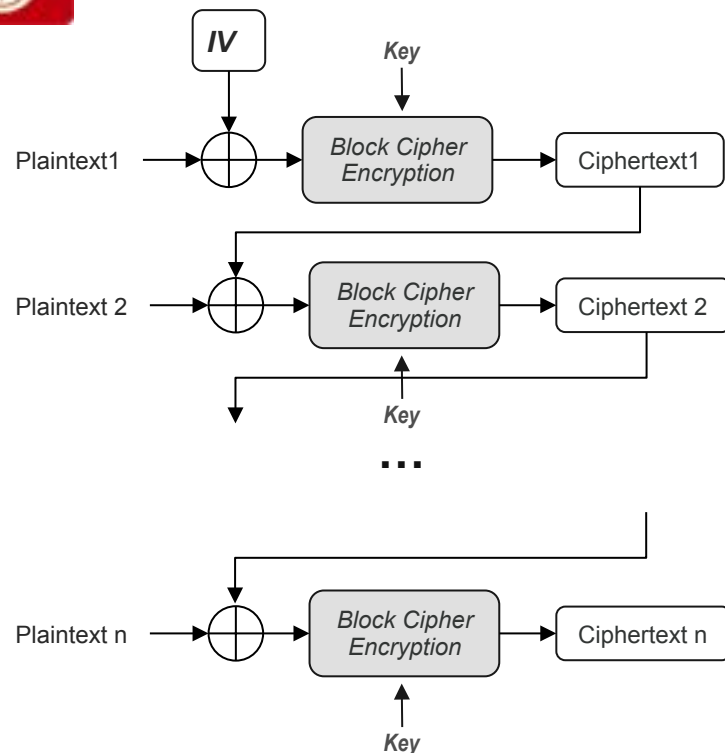 IV
Key
Plaintext1
Block Cipher
Encryption
Ciphertext1
Plaintext 2
Block Cipher
Encryption
Ciphertext 2
Key
...
Plaintext n
Block Cipher
Encryption
Ciphertext n
Key